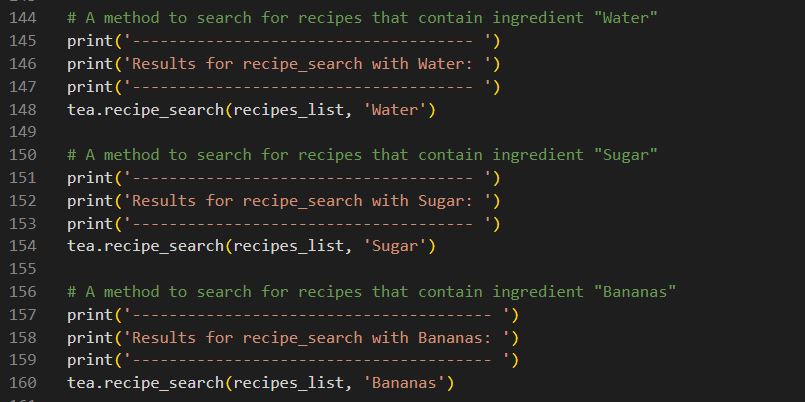 144 # A method to search for recipes that contain ingredient "Water"
145 print('------------------------------------- ')
146 print('Results for recipe_search with Water: ')
147 print('------------------------------------- ')
148 tea.recipe_search(recipes_list, 'Water')
149
150 # A method to search for recipes that contain ingredient "Sugar"
151 print('------------------------------------- ')
152 print('Results for recipe_search with Sugar: ')
153 print('------------------------------------- ')
154 tea.recipe_search(recipes_list, 'Sugar')
155
156 # A method to search for recipes that contain ingredient "Bananas"
157 print('--------------------------------------- ')
158 print('Results for recipe_search with Bananas: ')
159 print('--------------------------------------- ')
160 tea.recipe_search(recipes_list, 'Bananas')